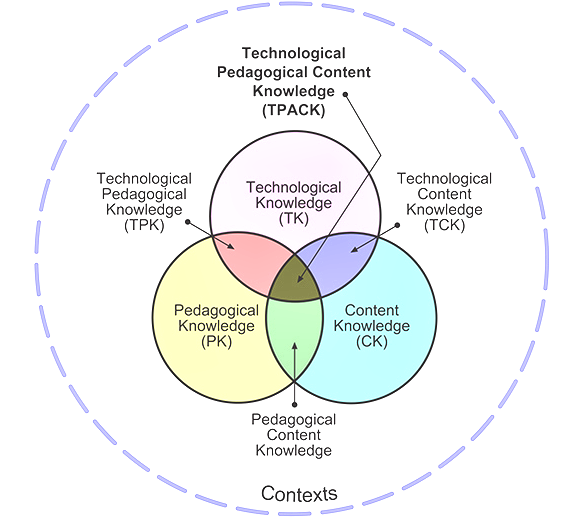 Technological
Pedagogical Content
Knowledge
(TPACK)
Technological
Pedagogical
Knowledge
(TPK)
Technological
Knowledge
(TK)
Technological
Content
Knowledge
(TCK)
Pedagogical
Knowledge
(PK)
Content
Knowledge
(CK)
Pedagogical
Content
Knowledge
Contexts